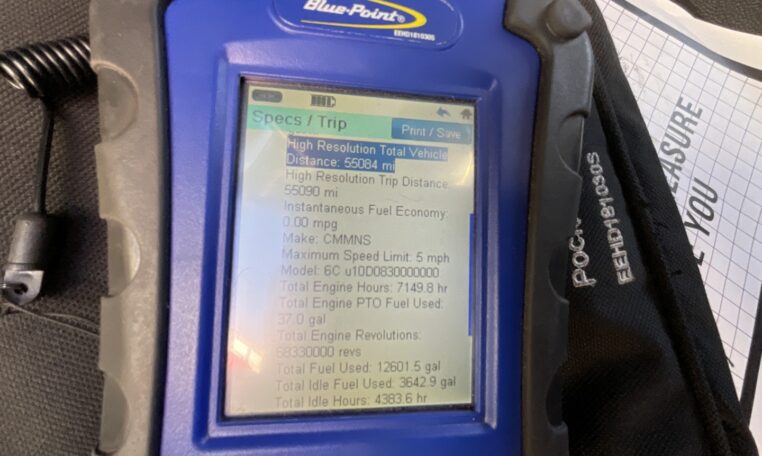 Blue-Point®
EEHD1810305
Specs / Trip
Print / Save
High Resolution Total Vehicle
Distance: 55084 mi
High Resolution Trip Distance
55090 mi
Instantaneous Fuel Economy:
0.00 mpg
Make: CMMNS
Maximum Speed Limit: 5 mph
Model: 6C u10D0830000000
Total Engine Hours: 7149.8 hr
Total Engine PTO Fuel Used:
37.0 gal
Total Engine Revolutions:
68330000 revs
Total Fuel Used: 12601.5 gal
Total Idle Fuel Used: 3642.9 gal
Total Idle Hours: 4383.6 hr
EEHD1810305
YOU